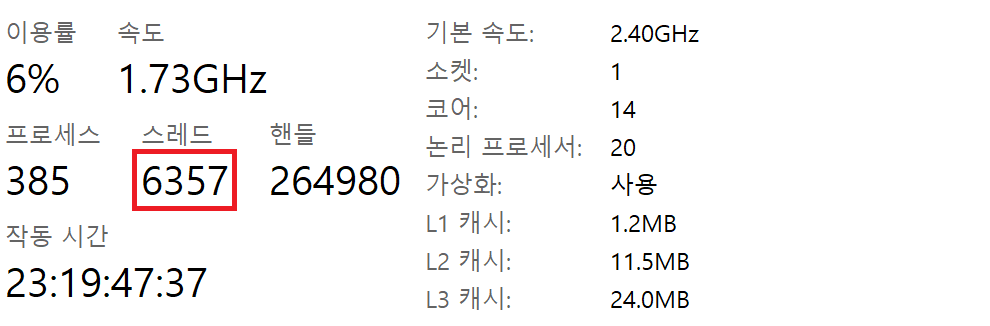 이용률 속도
6% 1.73GHz
프로세스 스레드 핸들
385 6357 264980
작동 시간
23:19:47:37
기본 속도: 2.40GHz
소켓: 1
코어: 14
논리 프로세서: 20
가상화: 사용
L1 캐시: 1.2MB
L2 캐시: 11.5MB
L3 캐시: 24.0MB